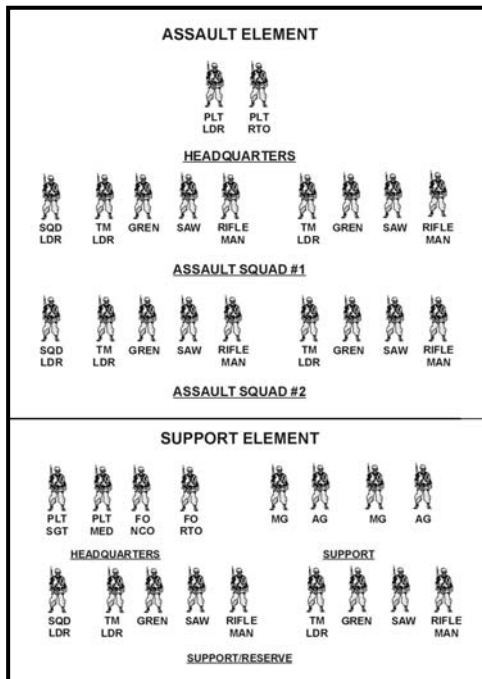 ASSAULT ELEMENT
PLT PLT
LDR RTO
HEADQUARTERS
SQD TM GREN SAW RIFLE TM GREN SAW RIFLE
LDR LDR MAN LDR MAN
ASSAULT SQUAD #1
SQD TM GREN SAW RIFLE TM GREN SAW RIFLE
LDR LDR MAN LDR MAN
ASSAULT SQUAD #2
SUPPORT ELEMENT
PLT PLT FO FO MG AG MG AG
SGT MED NCO RTO
HEADQUARTERS SUPPORT
SQD TM GREN SAW RIFLE TM GREN SAW RIFLE
LDR LDR MAN LDR MAN
SUPPORT/RESERVE